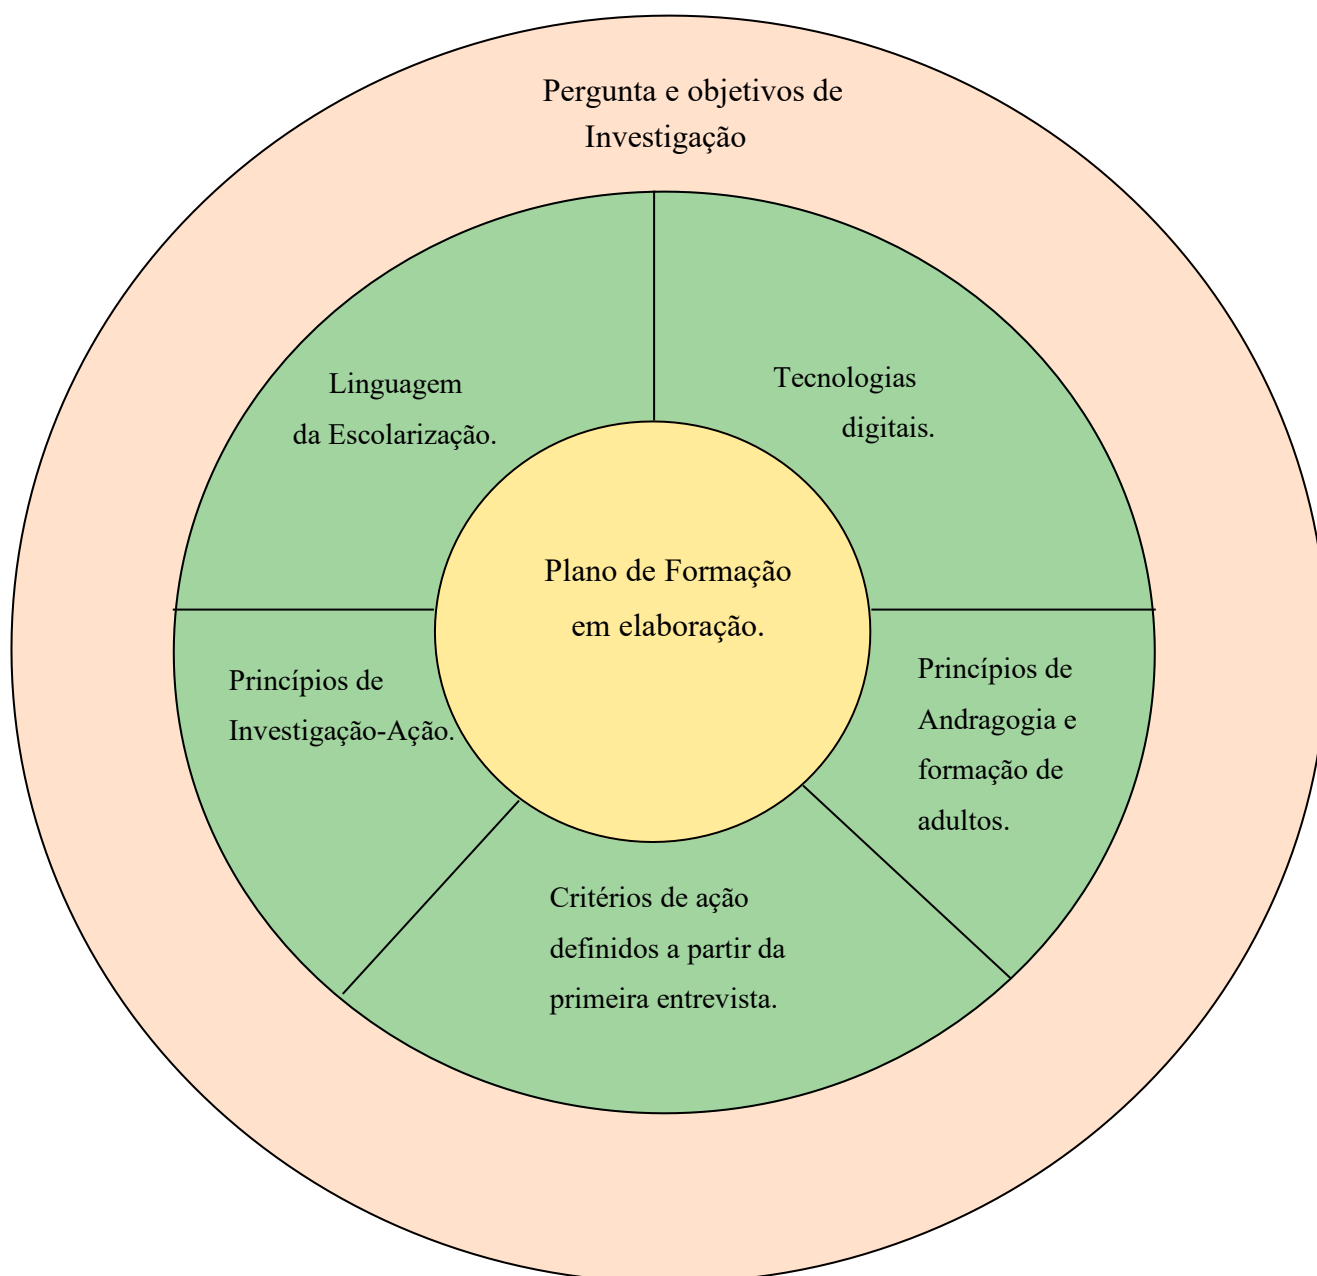 Pergunta e objetivos de
Investigação
Linguagem
da Escolarização.
Tecnologias
digitais.
Plano de Formação
em elaboração.
Princípios de
Investigação-Ação.
Princípios de
Andragogia e
formação de
adultos.
Critérios de ação
definidos a partir da
primeira entrevista.